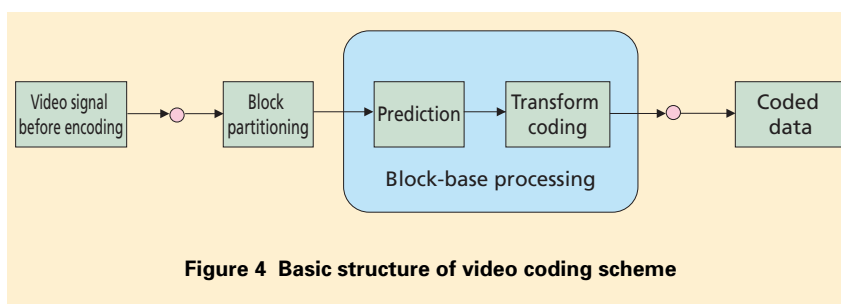 Video signal
before encoding
Block
partitioning
Prediction
Transform
coding
Coded
data
Block-base processing
Figure 4 Basic structure of video coding scheme